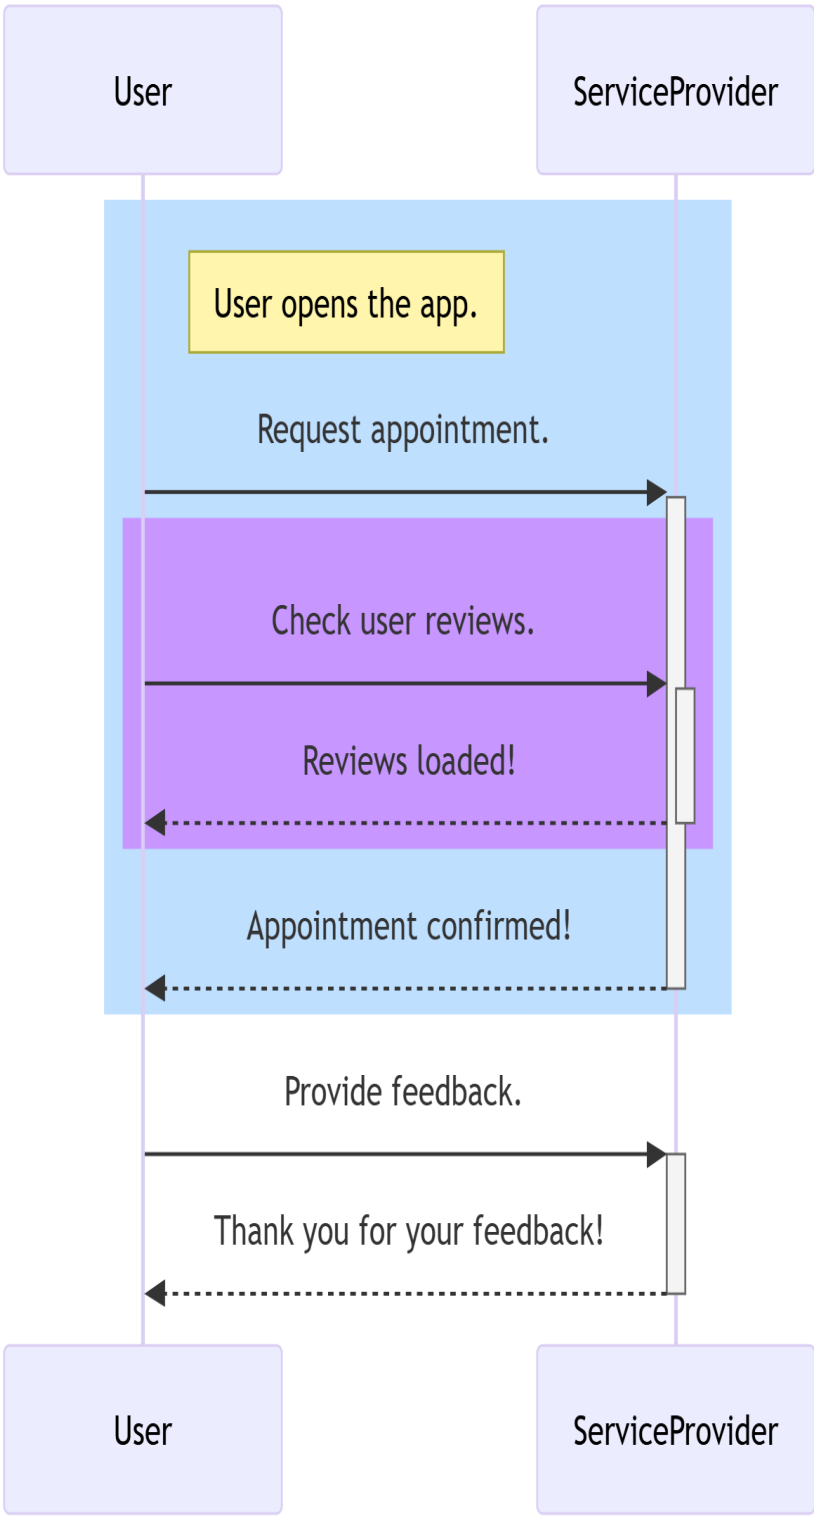 User
ServiceProvider
User opens the app.
Request appointment.
Check user reviews.
Reviews loaded!
Appointment confirmed!
Provide feedback.
Thank you for your feedback!
User
ServiceProvider